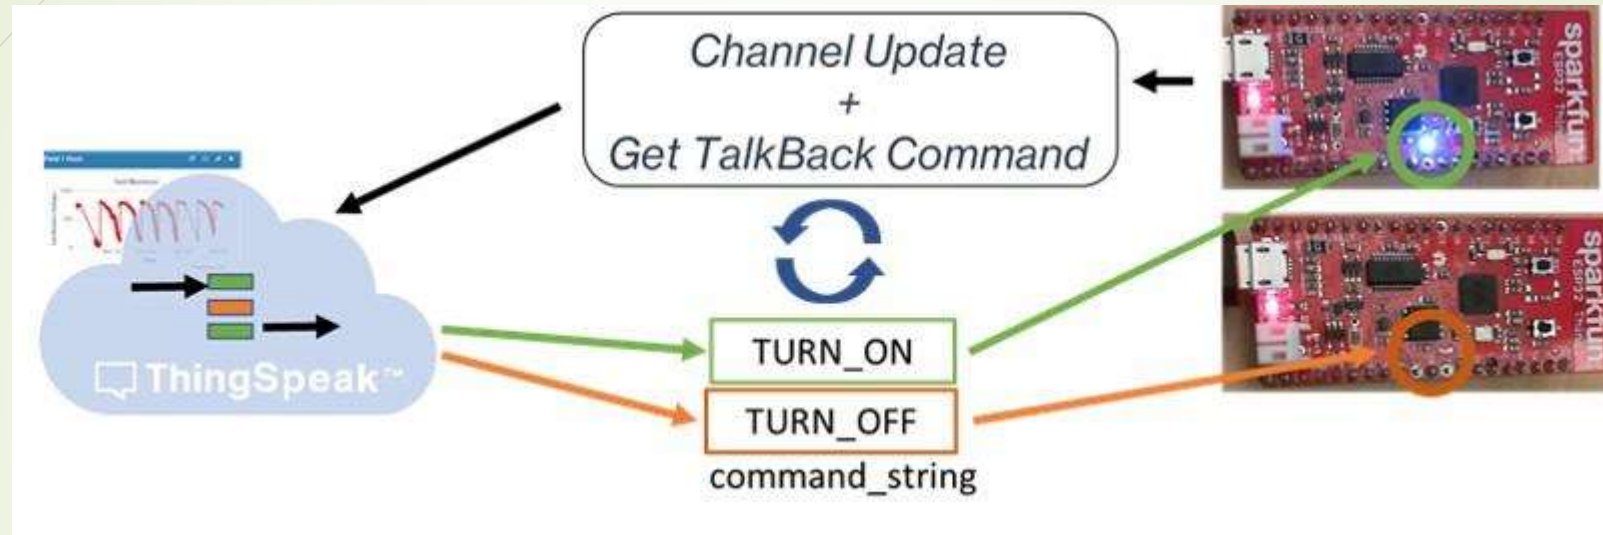 Channel Update
+
Get TalkBack Command
sparkfun
ESP32 Thing
ThingSpeak™
TURN_ON
TURN_OFF
command_string
sparkfun
ESP32 Thing